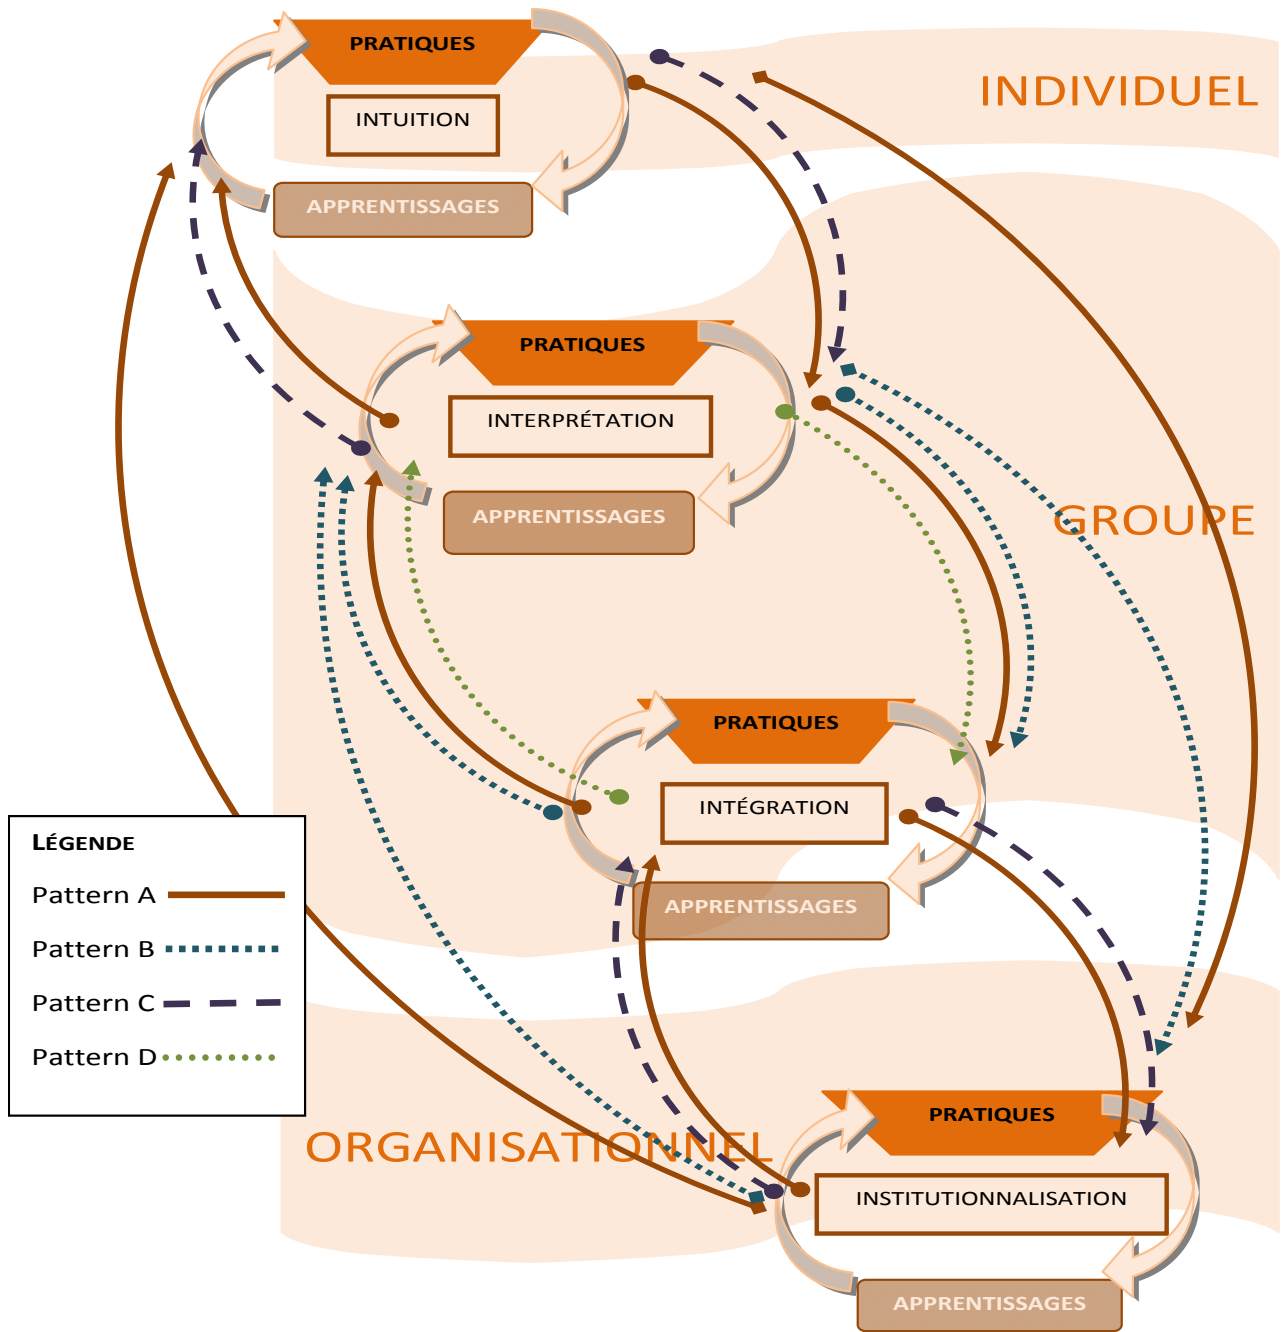 PRATIQUES
INDIVIDUEL
INTUITION
APPRENTISSAGES
PRATIQUES
INTERPRÉTATION
APPRENTISSAGES
GROUPE
PRATIQUES
INTÉGRATION
APPRENTISSAGES
LÉGENDE
Pattern A
Pattern B
Pattern C
Pattern D
ORGANISATIONNEL
PRATIQUES
INSTITUTIONNALISATION
APPRENTISSAGES